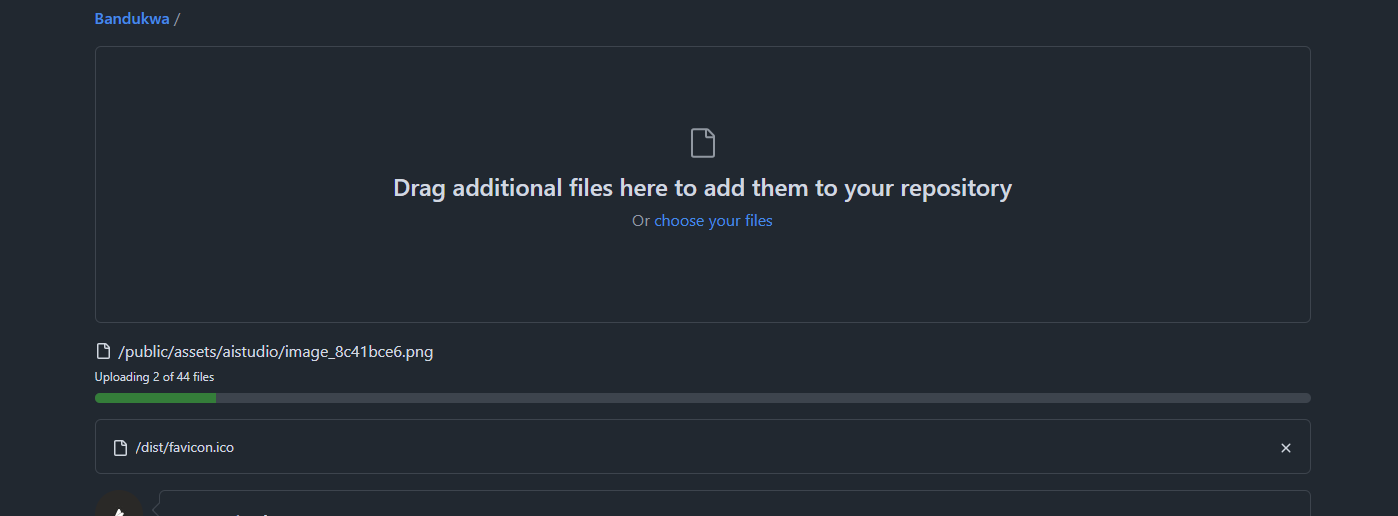 Bandukwa /
Drag additional files here to add them to your repository
Or choose your files
/public/assets/aistudio/image_8c41bce6.png
Uploading 2 of 44 files
/dist/favicon.ico